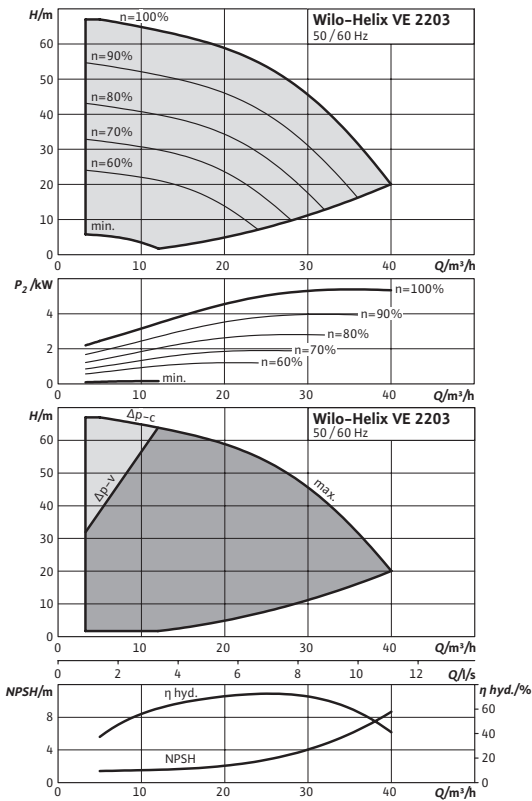 H/m
Wilo-Helix VE 2203
50 / 60 Hz
n=100%
60
n=90%
50
n=80%
40
n=70%
30
n=60%
20
10
min.
0
0 10 20 30 40 Q/m³/h
P₂ /kW
n=100%
4
n=90%
n=80%
2
n=70%
n=60%
min.
0
0 10 20 30 40 Q/m³/h
H/m
Δp-c
Wilo-Helix VE 2203
50 / 60 Hz
60
Δp-v
max.
50
40
30
20
10
0
0 10 20 30 40 Q/m³/h
0 2 4 6 8 10 12 Q/l/s
NPSH/m
η hyd.
η hyd./%
8
60
40
4
NPSH
20
0
0
0 10 20 30 40 Q/m³/h